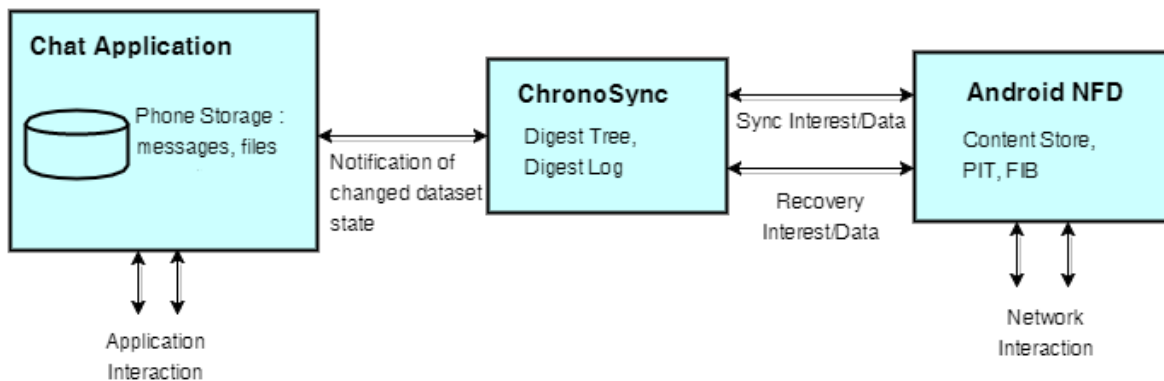 Chat Application
Phone Storage :
messages, files
Notification of
changed dataset
state
Application
Interaction
ChronoSync
Digest Tree,
Digest Log
Sync Interest/Data
Recovery
Interest/Data
Android NFD
Content Store,
PIT, FIB
Network
Interaction